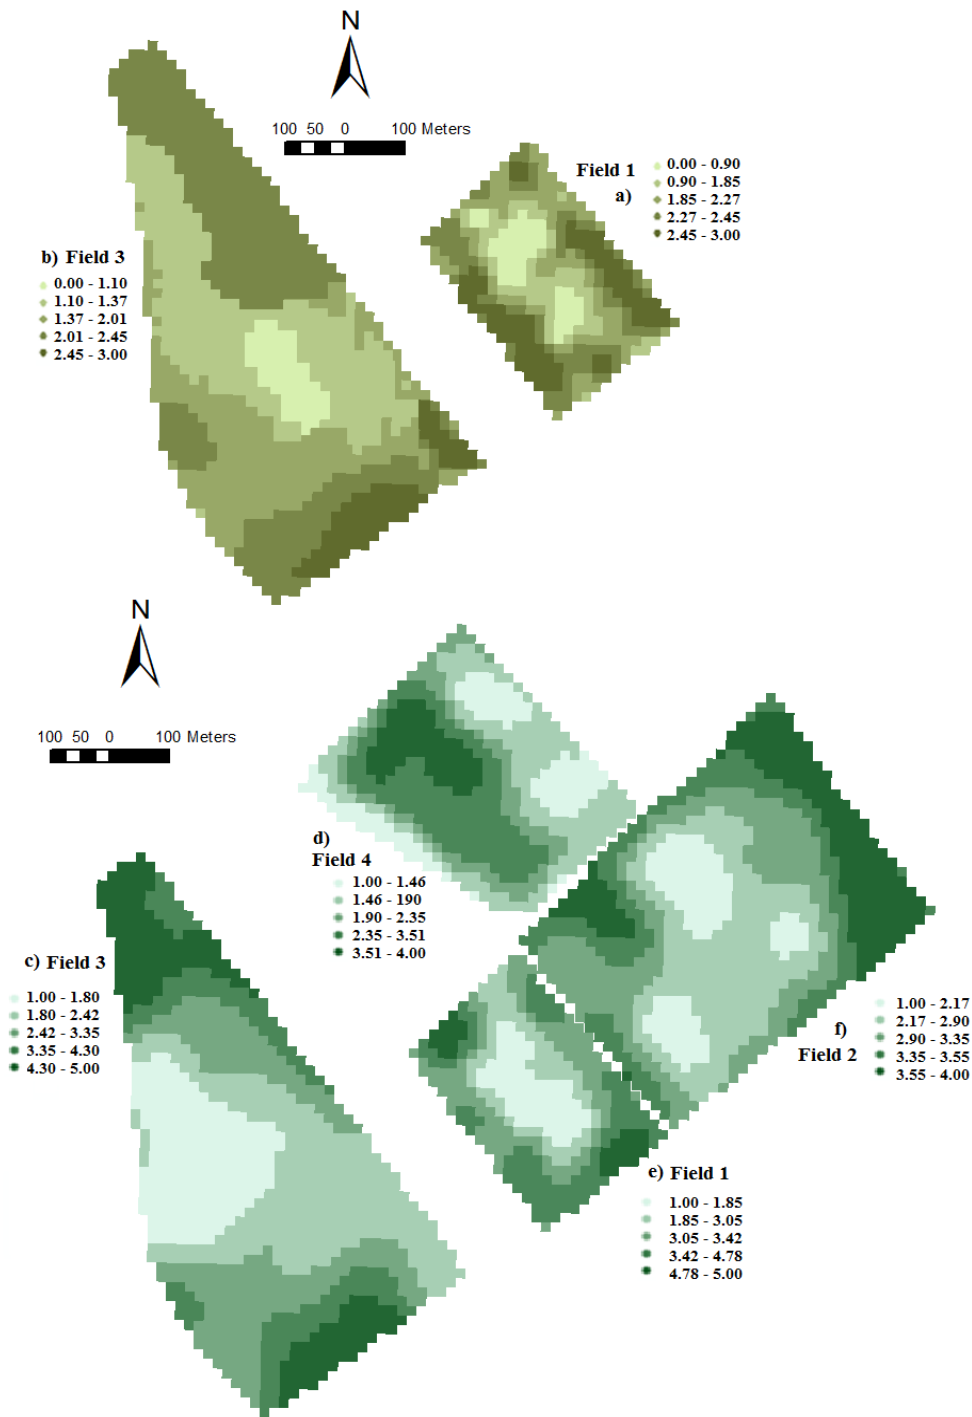 N
100 50 0 100 Meters
Field 1
a)
0.00 - 0.90
0.90 - 1.85
1.85 - 2.27
2.27 - 2.45
2.45 - 3.00
b) Field 3
0.00 - 1.10
1.10 - 1.37
1.37 - 2.01
2.01 - 2.45
2.45 - 3.00
N
100 50 0 100 Meters
d)
Field 4
1.00 - 1.46
1.46 - 190
1.90 - 2.35
2.35 - 3.51
3.51 - 4.00
c) Field 3
1.00 - 1.80
1.80 - 2.42
2.42 - 3.35
3.35 - 4.30
4.30 - 5.00
f)
Field 2
1.00 - 2.17
2.17 - 2.90
2.90 - 3.35
3.35 - 3.55
3.55 - 4.00
e) Field 1
1.00 - 1.85
1.85 - 3.05
3.05 - 3.42
3.42 - 4.78
4.78 - 5.00